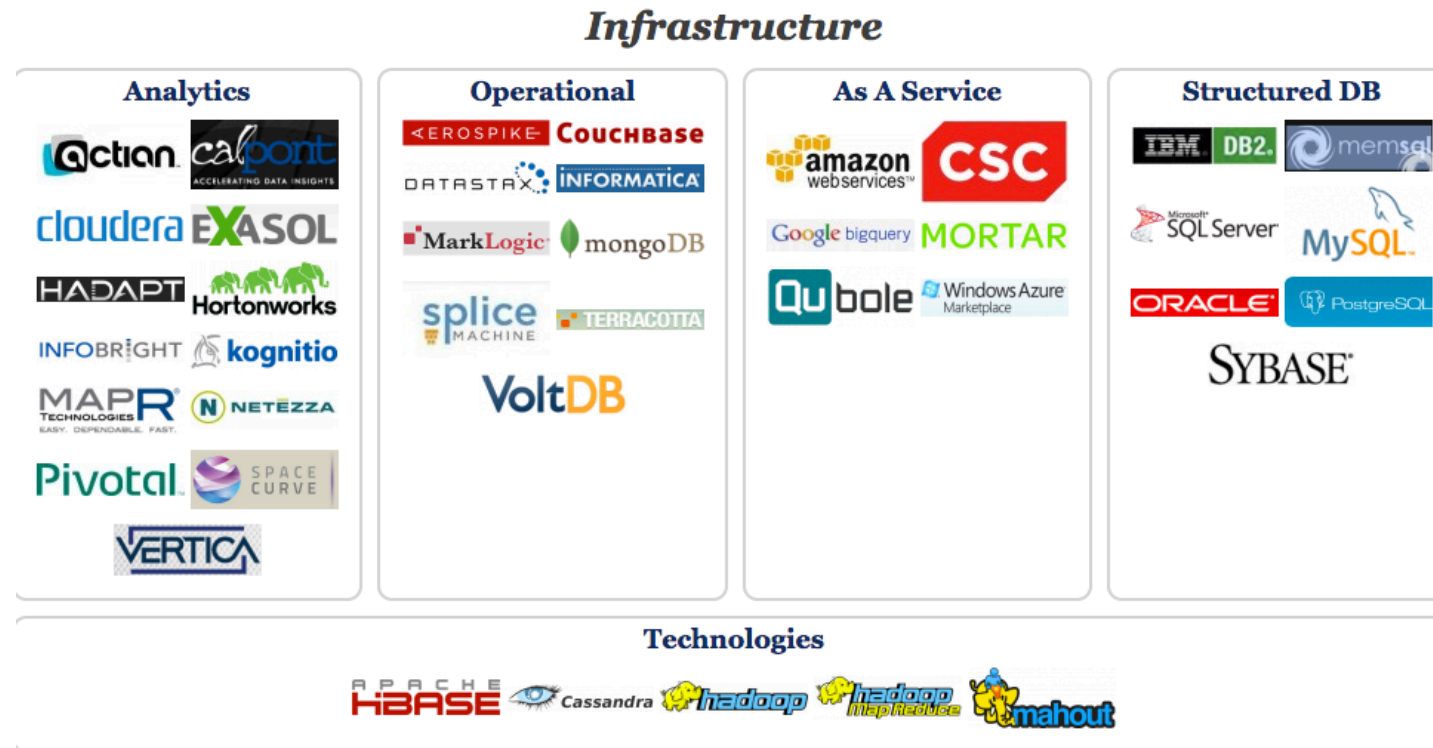 Infrastructure
Analytics
actian
calpont
ACCELERATING DATA INSIGHTS
cloudera
EXASOL
HADAPT
Hortonworks
INFOBRIGHT
kognitio
MAPR
TECHNOLOGIES
EASY. DEPENDABLE. FAST.
NETEZZA
Pivotal
SPACE
CURVE
VERTICA
Operational
AEROSPIKE
COUCHBASE
DATASTAX
INFORMATICA
MarkLogic
mongoDB
splice
MACHINE
TERRACOTTA
VoltDB
As A Service
amazon
webservices™
CSC
Google bigquery
MORTAR
Qubole
Windows Azure
Marketplace
Structured DB
IBM. DB2.
memsql
Microsoft
SQL Server
MySQL
ORACLE
PostgreSQL
SYBASE
Technologies
APACHE
HBASE
Cassandra
hadoop
hadoop
Map Reduce
mahout